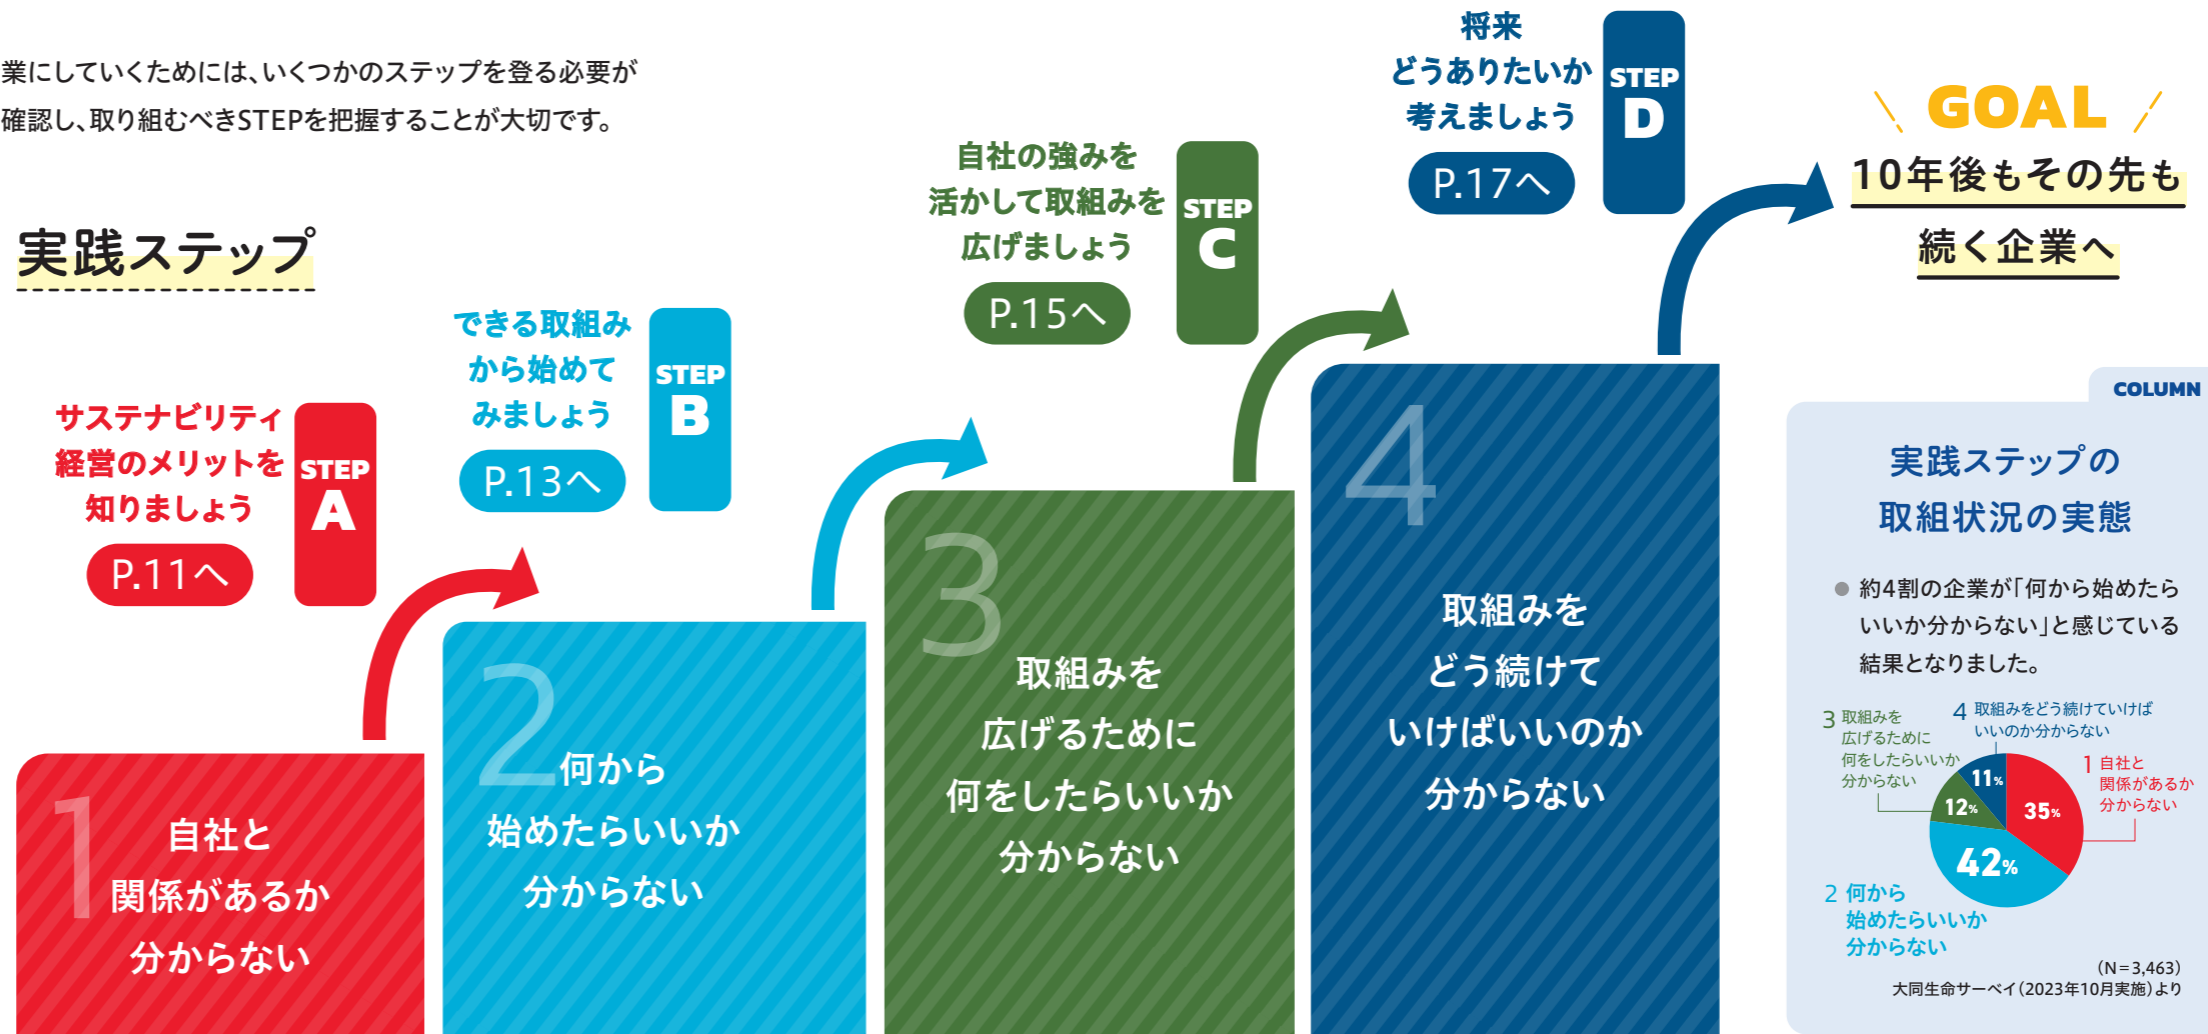 業にしていくためには、いくつかのステップを登る必要が
確認し、取り組むべきSTEPを把握することが大切です。
実践ステップ
サステナビリティ
経営のメリットを
知りましょう
P.11へ
STEP
A
できる取組み
から始めて
みましょう
P.13へ
STEP
B
自社の強みを
活かして取組みを
広げましょう
P.15へ
STEP
C
将来
どうありたいか
考えましょう
P.17へ
STEP
D
GOAL
10年後もその先も
続く企業へ
1
自社と
関係があるか
分からない
2
何から
始めたらいいか
分からない
3
取組みを
広げるために
何をしたらいいか
分からない
4
取組みを
どう続けて
いけばいいのか
分からない
COLUMN
実践ステップの
取組状況の実態
● 約4割の企業が「何から始めたら
いいか分からない」と感じている
結果となりました。
3 取組みを
広げるために
何をしたらいいか
分からない
4 取組みをどう続けていけば
いいのか分からない
1 自社と
関係があるか
分からない
11%
12%
35%
42%
2 何から
始めたらいいか
分からない
(N=3,463)
大同生命サーベイ(2023年10月実施)より